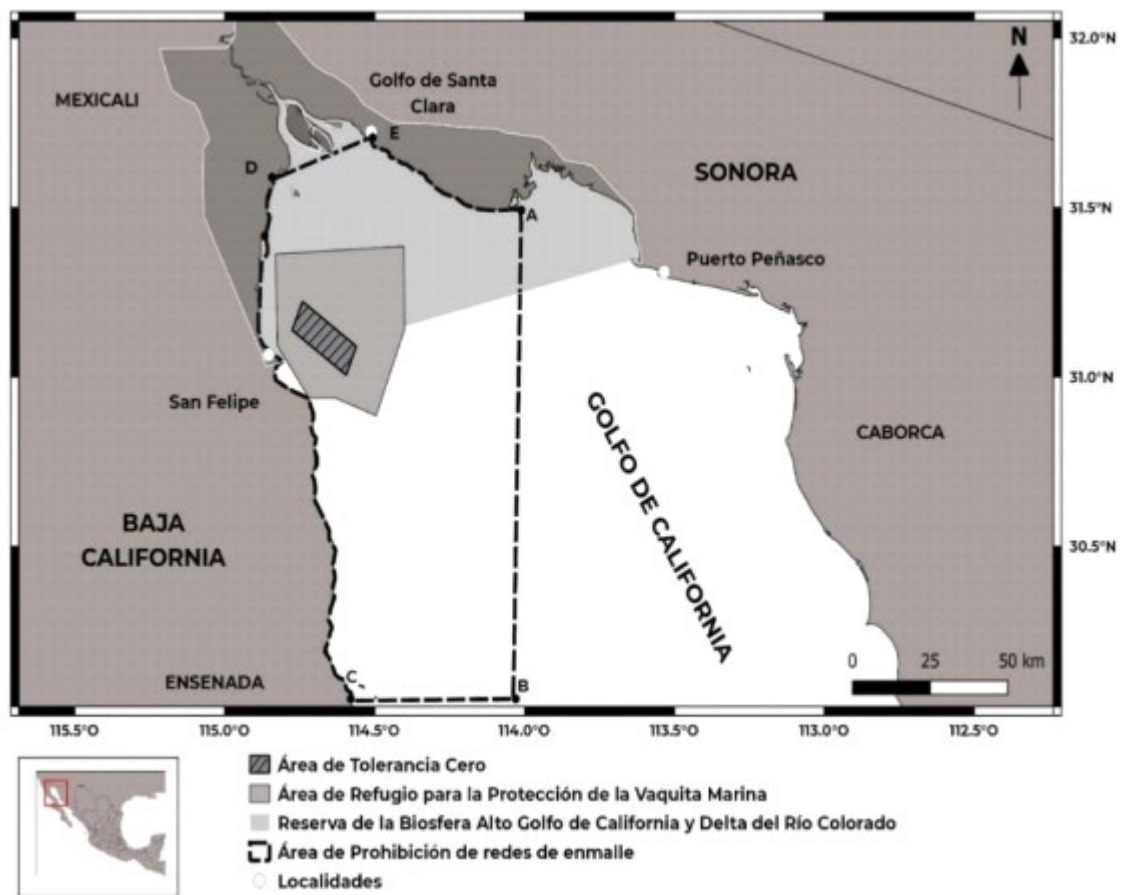 32.0°N
N
Golfo de Santa
Clara
MEXICALI
E
D
SONORA
31.5°N
A
Puerto Peñasco
31.0°N
San Felipe
GOLFO DE CALIFORNIA
CABORCA
BAJA
CALIFORNIA
30.5°N
0 25 50 km
ENSENADA
C
B
115.5°O 115.0°O 114.5°O 114.0°O 113.5°O 113.0°O 112.5°O
Área de Tolerancia Cero
Área de Refugio para la Protección de la Vaquita Marina
Reserva de la Biosfera Alto Golfo de California y Delta del Río Colorado
Área de Prohibición de redes de enmalle
Localidades